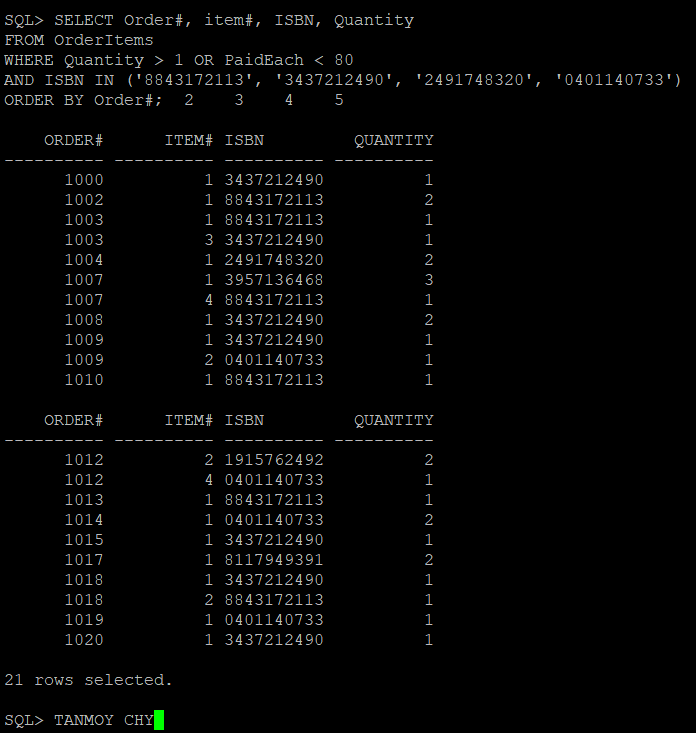 SQL> SELECT Order#, item#, ISBN, Quantity
FROM OrderItems
WHERE Quantity > 1 OR PaidEach < 80
AND ISBN IN ('8843172113', '3437212490', '2491748320', '0401140733')
ORDER BY Order#;  2    3    4    5
    ORDER#      ITEM# ISBN         QUANTITY
---------- ---------- ---------- ----------
      1000          1 3437212490          1
      1002          1 8843172113          2
      1003          1 8843172113          1
      1003          3 3437212490          1
      1004          1 2491748320          2
      1007          1 3957136468          3
      1007          4 8843172113          1
      1008          1 3437212490          2
      1009          1 3437212490          1
      1009          2 0401140733          1
      1010          1 8843172113          1
    ORDER#      ITEM# ISBN         QUANTITY
---------- ---------- ---------- ----------
      1012          2 1915762492          2
      1012          4 0401140733          1
      1013          1 8843172113          1
      1014          1 0401140733          2
      1015          1 3437212490          1
      1017          1 8117949391          2
      1018          1 3437212490          1
      1018          2 8843172113          1
      1019          1 0401140733          1
      1020          1 3437212490          1
21 rows selected.
SQL> TANMOY CHY